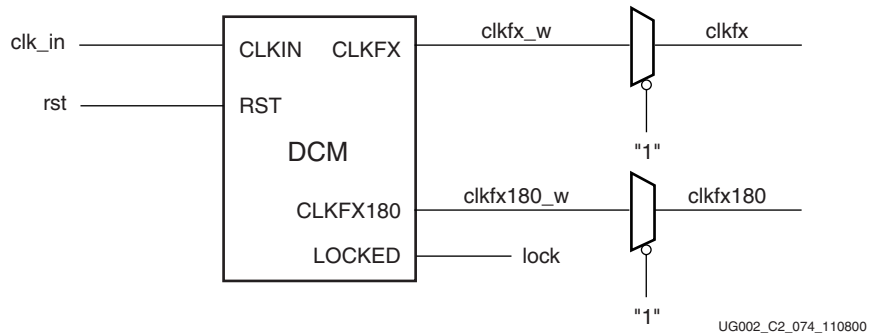 clk_in CLKIN CLKFX clkfx_w clkfx
rst RST
DCM "1"
CLKFX180 clkfx180_w clkfx180
LOCKED lock
"1"
UG002_C2_074_110800